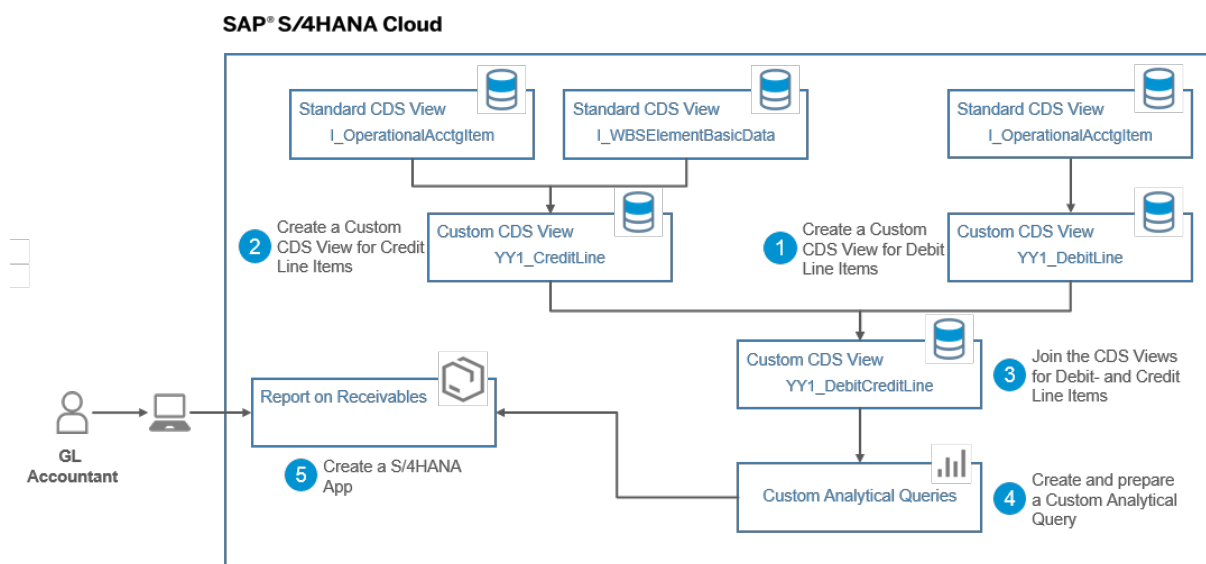 SAP® S/4HANA Cloud
Standard CDS View
I_OperationalAcctgItem
Standard CDS View
I_WBSElementBasicData
Standard CDS View
I_OperationalAcctgItem
2
Create a Custom
CDS View for Credit
Line Items
Custom CDS View
YY1_CreditLine
1
Create a Custom
CDS View for Debit
Line Items
Custom CDS View
YY1_DebitLine
Custom CDS View
YY1_DebitCreditLine
3
Join the CDS Views
for Debit- and Credit
Line Items
Report on Receivables
GL
Accountant
5
Create a S/4HANA
App
Custom Analytical Queries
4
Create and prepare
a Custom Analytical
Query